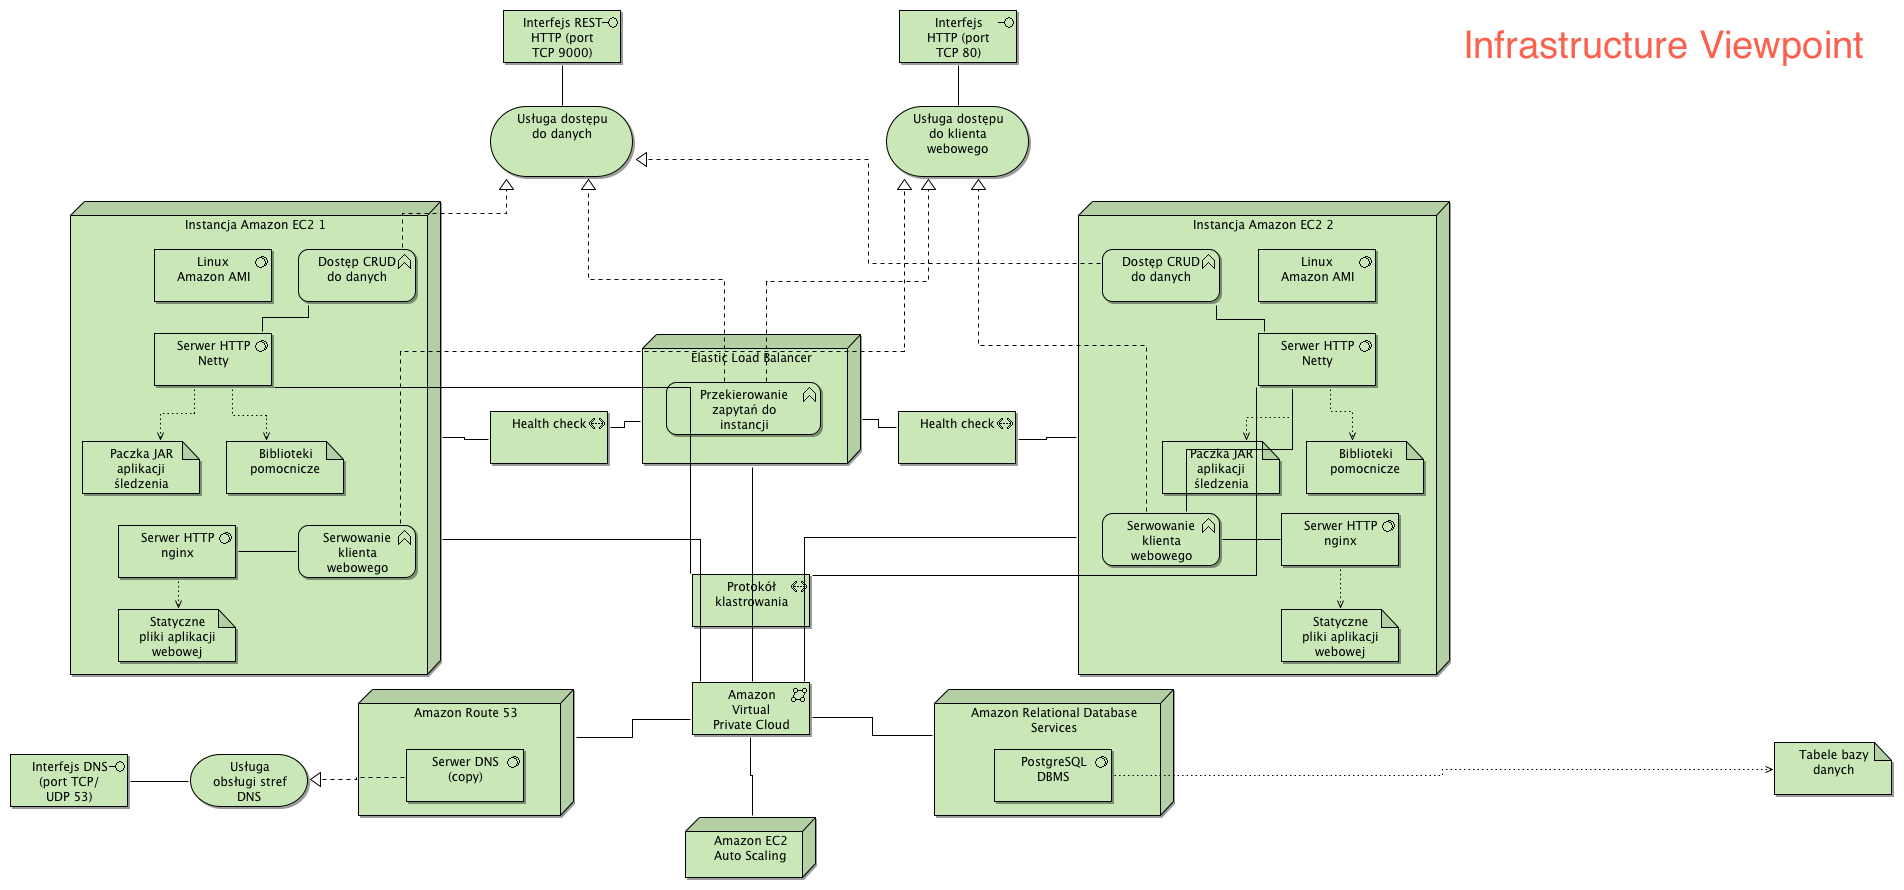 Interfejs REST
HTTP (port
TCP 9000)
Interfejs
HTTP (port
TCP 80)
Infrastructure Viewpoint
Usługa dostępu
do danych
Usługa dostępu
do klienta
webowego
Instancja Amazon EC2 1
Linux
Amazon AMI
Dostęp CRUD
do danych
Serwer HTTP
Netty
Paczka JAR
aplikacji
śledzenia
Biblioteki
pomocnicze
Serwer HTTP
nginx
Serwowanie
klienta
webowego
Statyczne
pliki aplikacji
webowej
Health check
Elastic Load Balancer
Przekierowanie
zapytań do
instancji
Health check
Instancja Amazon EC2 2
Dostęp CRUD
do danych
Linux
Amazon AMI
Serwer HTTP
Netty
Paczka JAR
aplikacji
śledzenia
Biblioteki
pomocnicze
Serwowanie
klienta
webowego
Serwer HTTP
nginx
Statyczne
pliki aplikacji
webowej
Protokół
klastrowania
Amazon
Virtual
Private Cloud
Amazon Route 53
Serwer DNS
(copy)
Interfejs DNS
(port TCP/
UDP 53)
Usługa
obsługi stref
DNS
Amazon Relational Database
Services
PostgreSQL
DBMS
Tabele bazy
danych
Amazon EC2
Auto Scaling